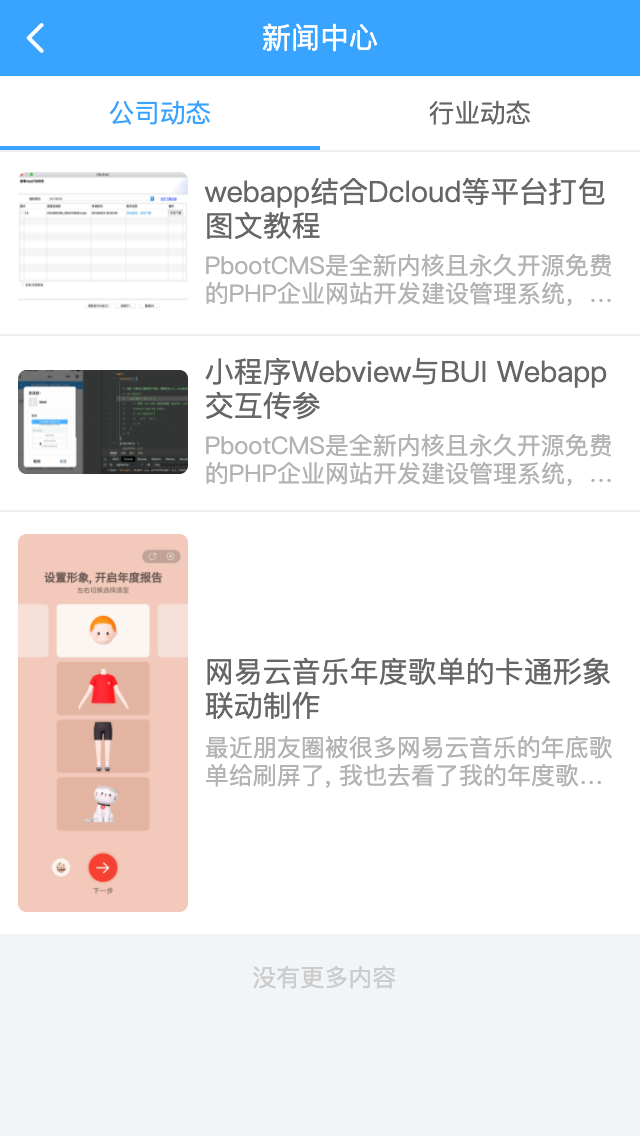 新闻中心
公司动态
行业动态
webapp结合Dcloud等平台打包
图文教程
PbootCMS是全新内核且永久开源免费
的PHP企业网站开发建设管理系统，...
小程序Webview与BUI Webapp
交互传参
PbootCMS是全新内核且永久开源免费
的PHP企业网站开发建设管理系统，...
设置形象, 开启年度报告
左右切换选择造型
下一步
网易云音乐年度歌单的卡通形象
联动制作
最近朋友圈被很多网易云音乐的年底歌
单给刷屏了, 我也去看了我的年度歌...
没有更多内容